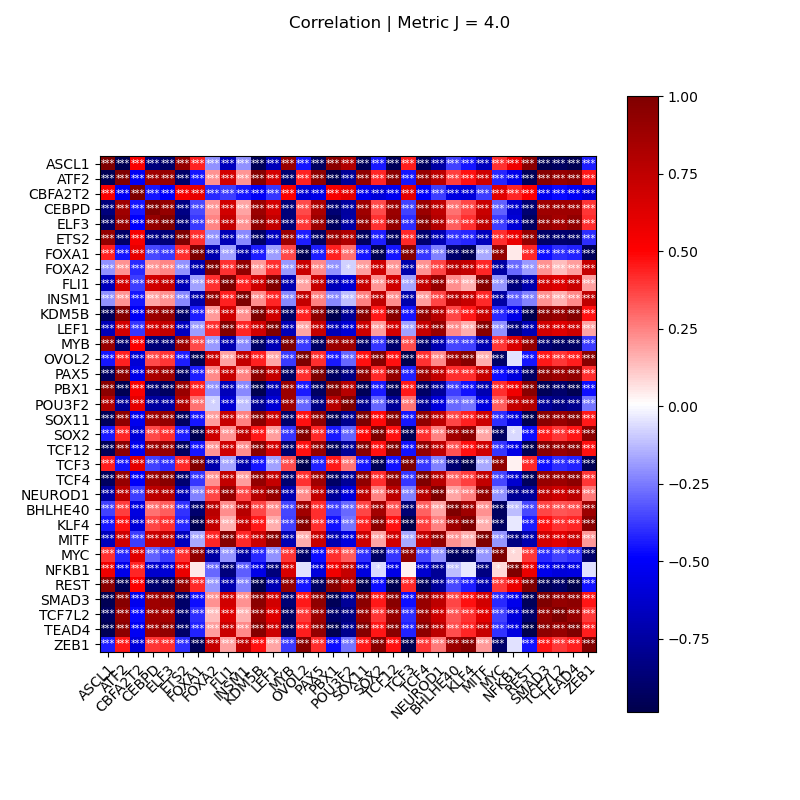 Correlation | Metric J = 4.0
ASCL1
ATF2
CBFA2T2
CEBPD
ELF3
ETS2
FOXA1
FOXA2
FLI1
INSM1
KDM5B
LEF1
MYB
OVOL2
PAX5
PBX1
POU3F2
SOX11
SOX2
TCF12
TCF3
TCF4
NEUROD1
BHLHE40
KLF4
MITF
MYC
NFKB1
REST
SMAD3
TCF7L2
TEAD4
ZEB1
ASCL1
ATF2
CBFA2T2
CEBPD
ELF3
ETS2
FOXA1
FOXA2
FLI1
INSM1
KDM5B
LEF1
MYB
OVOL2
PAX5
PBX1
POU3F2
SOX11
SOX2
TCF12
TCF3
TCF4
NEUROD1
BHLHE40
KLF4
MITF
MYC
NFKB1
REST
SMAD3
TCF7L2
TEAD4
ZEB1
1.00
0.75
0.50
0.25
0.00
−0.25
−0.50
−0.75